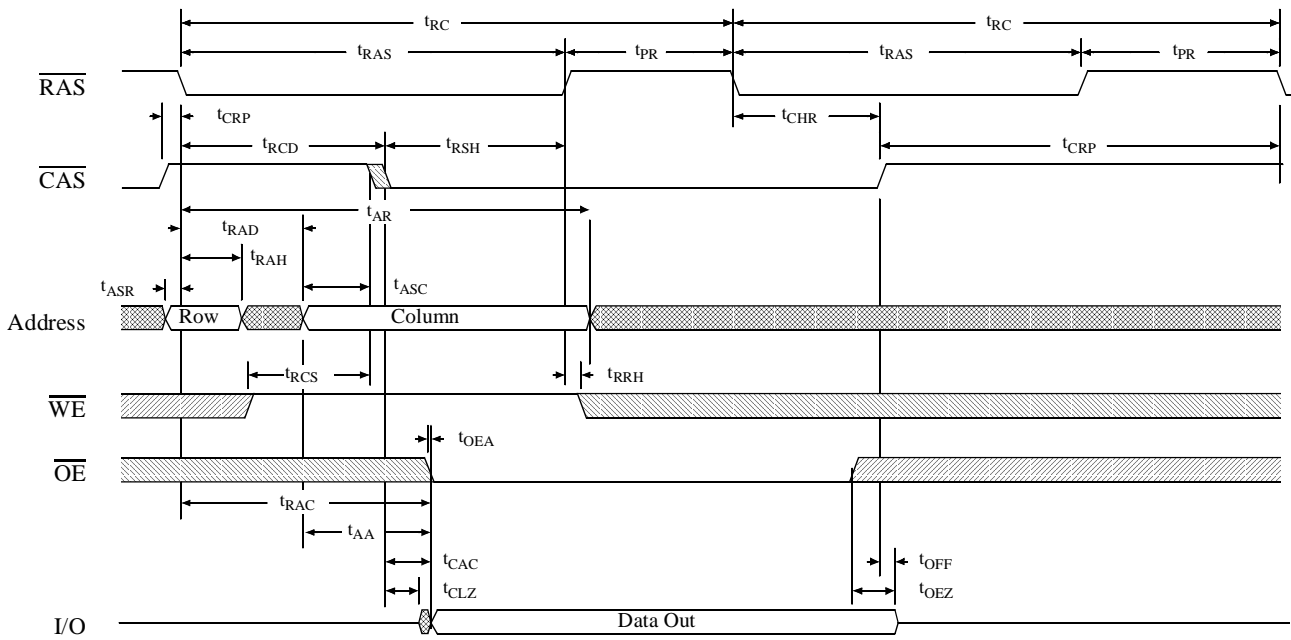 tRC tRC
tRAS tPR tRAS tPR
RAS
tCRP tCHR
tRCD tRSH tCRP
CAS
tAR
tRAD
tRAH
tASR tASC
Address Row Column
tRCS tRRH
WE
tOEA
OE
tRAC
tAA
tCAC tOFF
tCLZ tOEZ
I/O Data Out